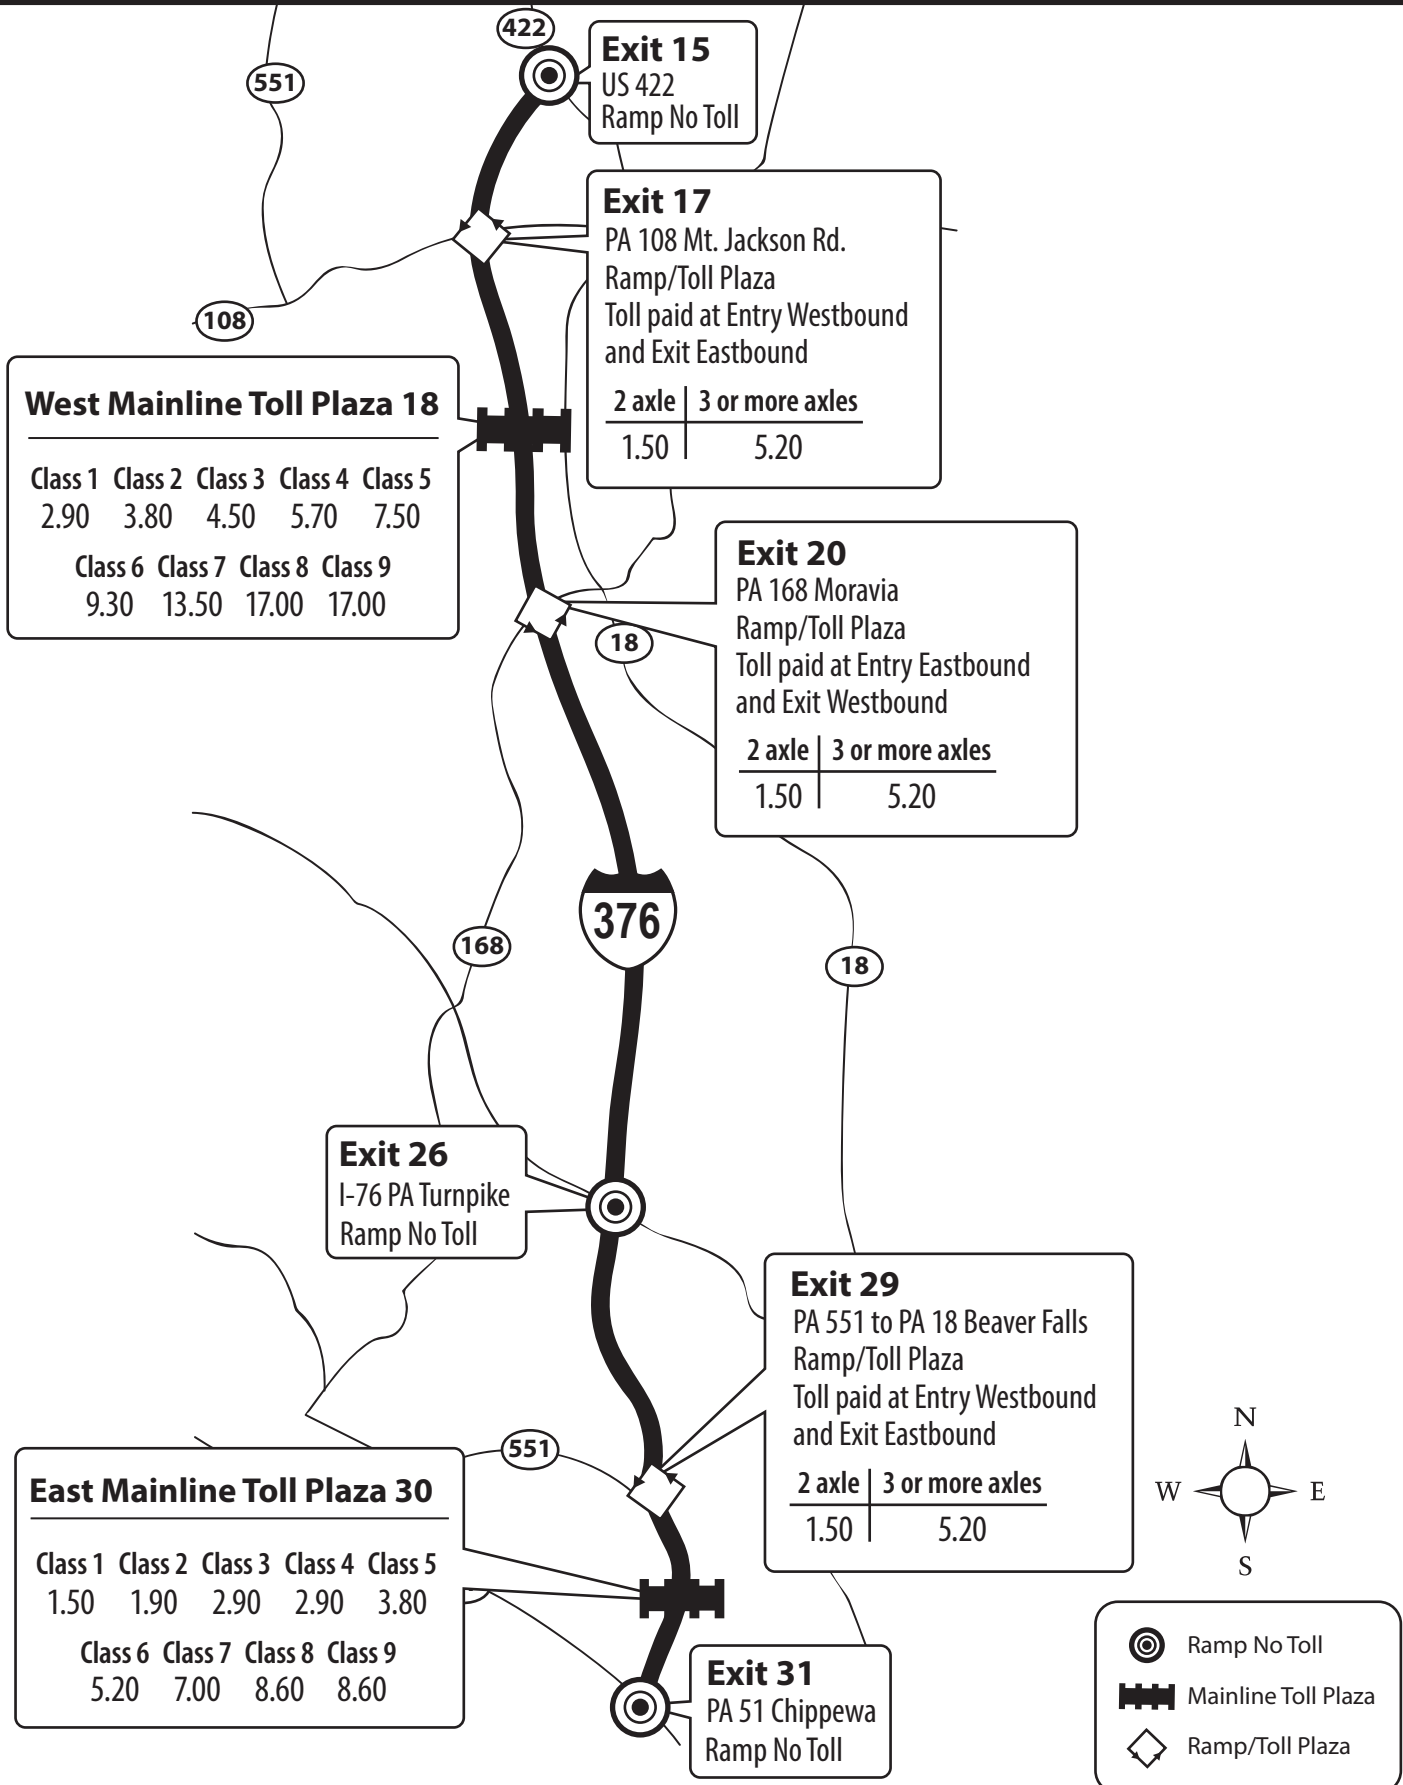 422
Exit 15
US 422
Ramp No Toll
551
Exit 17
PA 108 Mt. Jackson Rd.
Ramp/Toll Plaza
Toll paid at Entry Westbound
and Exit Eastbound
2 axle 3 or more axles
1.50 5.20
108
West Mainline Toll Plaza 18
Class 1 Class 2 Class 3 Class 4 Class 5
2.90 3.80 4.50 5.70 7.50
Class 6 Class 7 Class 8 Class 9
9.30 13.50 17.00 17.00
Exit 20
PA 168 Moravia
Ramp/Toll Plaza
Toll paid at Entry Eastbound
and Exit Westbound
2 axle 3 or more axles
1.50 5.20
18
376
168
18
Exit 26
I-76 PA Turnpike
Ramp No Toll
Exit 29
PA 551 to PA 18 Beaver Falls
Ramp/Toll Plaza
Toll paid at Entry Westbound
and Exit Eastbound
2 axle 3 or more axles
1.50 5.20
551
East Mainline Toll Plaza 30
Class 1 Class 2 Class 3 Class 4 Class 5
1.50 1.90 2.90 2.90 3.80
Class 6 Class 7 Class 8 Class 9
5.20 7.00 8.60 8.60
Exit 31
PA 51 Chippewa
Ramp No Toll
N
W E
S
Ramp No Toll
Mainline Toll Plaza
Ramp/Toll Plaza